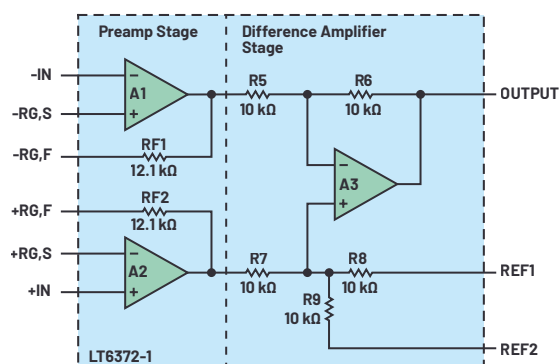 Preamp Stage
Difference Amplifier
Stage
-IN
−
A1
+
-RG,S
-RG,F
RF1
12.1 kΩ
R5
10 kΩ
R6
10 kΩ
OUTPUT
−
A3
+
+RG,F
RF2
12.1 kΩ
+RG,S
−
A2
+
+IN
R7
10 kΩ
R8
10 kΩ
REF1
R9
10 kΩ
REF2
LT6372-1